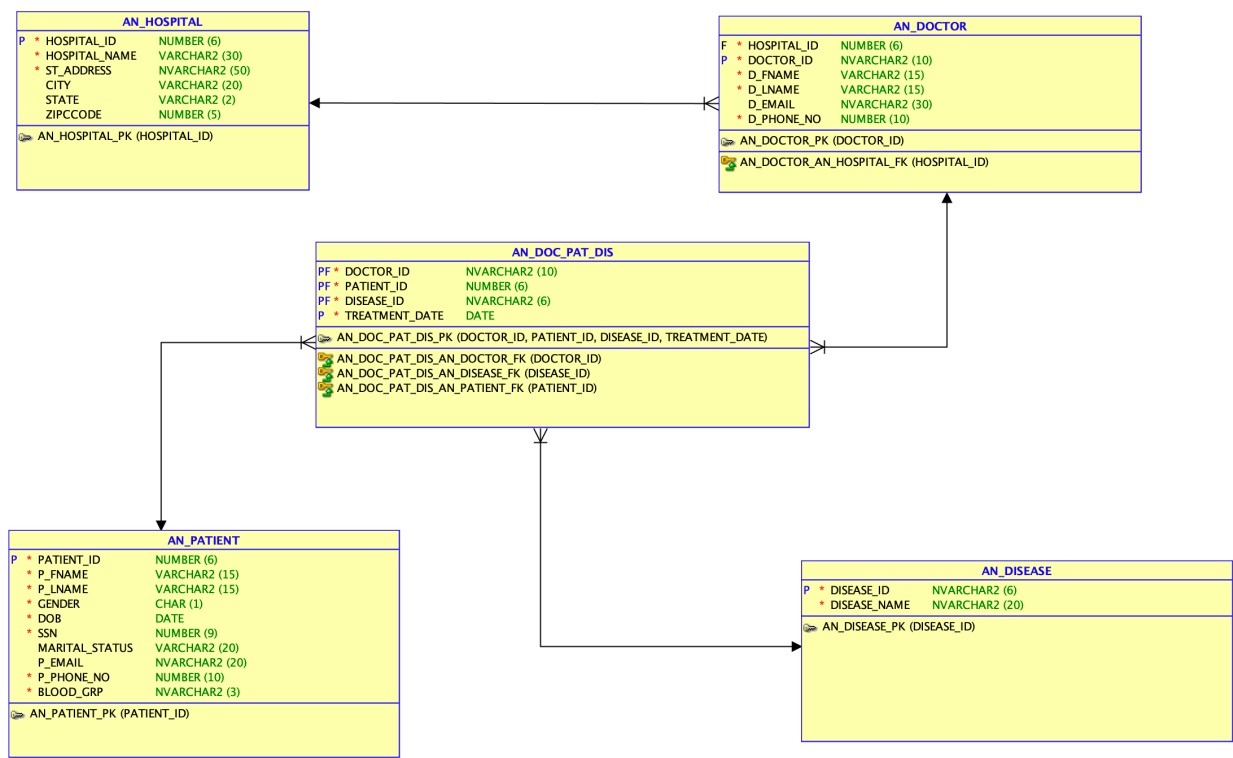 AN_HOSPITAL
P * HOSPITAL_ID NUMBER (6)
* HOSPITAL_NAME VARCHAR2 (30)
* ST_ADDRESS NVARCHAR2 (50)
CITY VARCHAR2 (20)
STATE VARCHAR2 (2)
ZIPCCODE NUMBER (5)
AN_HOSPITAL_PK (HOSPITAL_ID)
AN_DOCTOR
F * HOSPITAL_ID NUMBER (6)
P * DOCTOR_ID NVARCHAR2 (10)
* D_FNAME VARCHAR2 (15)
* D_LNAME VARCHAR2 (15)
D_EMAIL NVARCHAR2 (30)
* D_PHONE_NO NUMBER (10)
AN_DOCTOR_PK (DOCTOR_ID)
AN_DOCTOR_AN_HOSPITAL_FK (HOSPITAL_ID)
AN_DOC_PAT_DIS
PF * DOCTOR_ID NVARCHAR2 (10)
PF * PATIENT_ID NUMBER (6)
PF * DISEASE_ID NVARCHAR2 (6)
P * TREATMENT_DATE DATE
AN_DOC_PAT_DIS_PK (DOCTOR_ID, PATIENT_ID, DISEASE_ID, TREATMENT_DATE)
AN_DOC_PAT_DIS_AN_DOCTOR_FK (DOCTOR_ID)
AN_DOC_PAT_DIS_AN_DISEASE_FK (DISEASE_ID)
AN_DOC_PAT_DIS_AN_PATIENT_FK (PATIENT_ID)
AN_PATIENT
P * PATIENT_ID NUMBER (6)
* P_FNAME VARCHAR2 (15)
* P_LNAME VARCHAR2 (15)
* GENDER CHAR (1)
* DOB DATE
* SSN NUMBER (9)
MARITAL_STATUS VARCHAR2 (20)
P_EMAIL NVARCHAR2 (20)
* P_PHONE_NO NUMBER (10)
* BLOOD_GRP NVARCHAR2 (3)
AN_PATIENT_PK (PATIENT_ID)
AN_DISEASE
P * DISEASE_ID NVARCHAR2 (6)
* DISEASE_NAME NVARCHAR2 (20)
AN_DISEASE_PK (DISEASE_ID)